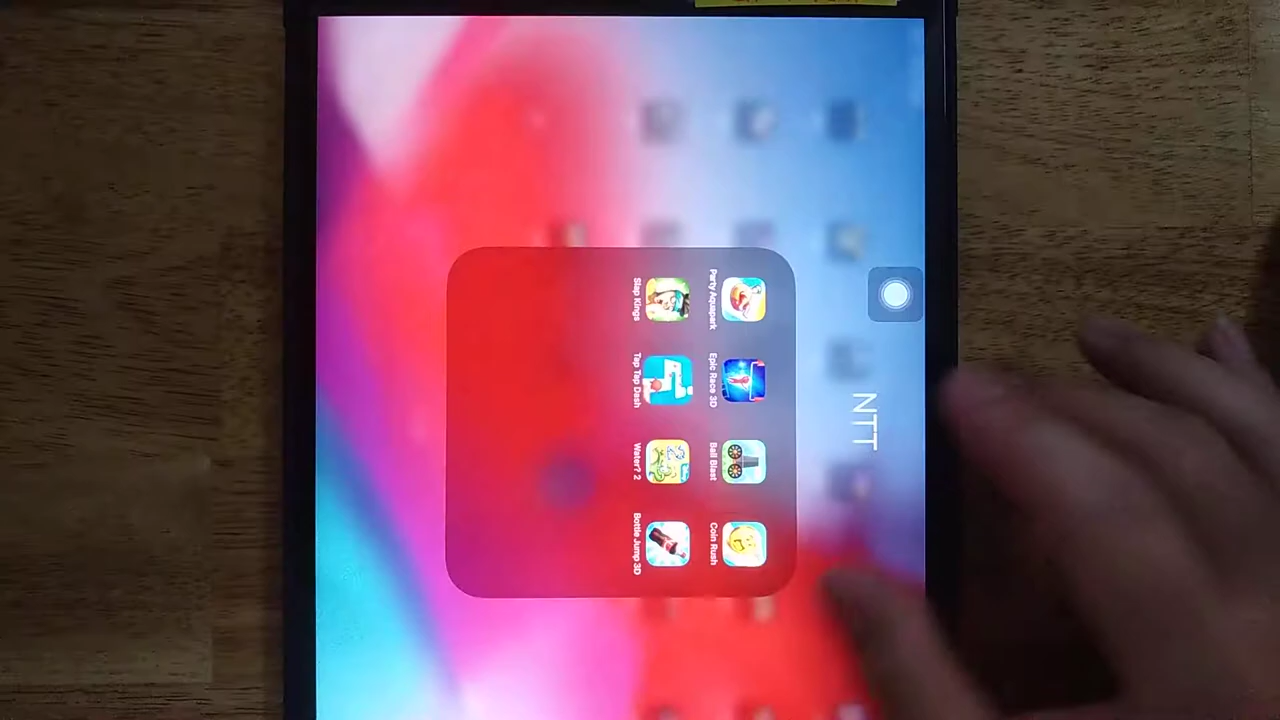 NTT
Party Aquapark
Epic Race 3D
Ball Blast
Coin Rush
Slap Kings
Tap Tap Dash
Water? 2
Bottle Jump 3D